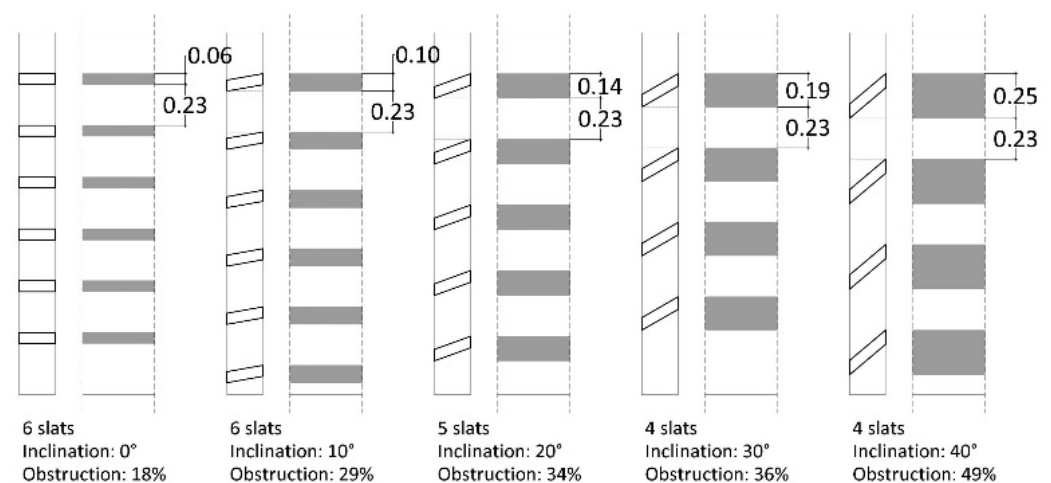 0.06
0.23
0.10
0.23
0.14
0.23
0.19
0.23
0.25
0.23
6 slats
Inclination: 0°
Obstruction: 18%
6 slats
Inclination: 10°
Obstruction: 29%
5 slats
Inclination: 20°
Obstruction: 34%
4 slats
Inclination: 30°
Obstruction: 36%
4 slats
Inclination: 40°
Obstruction: 49%